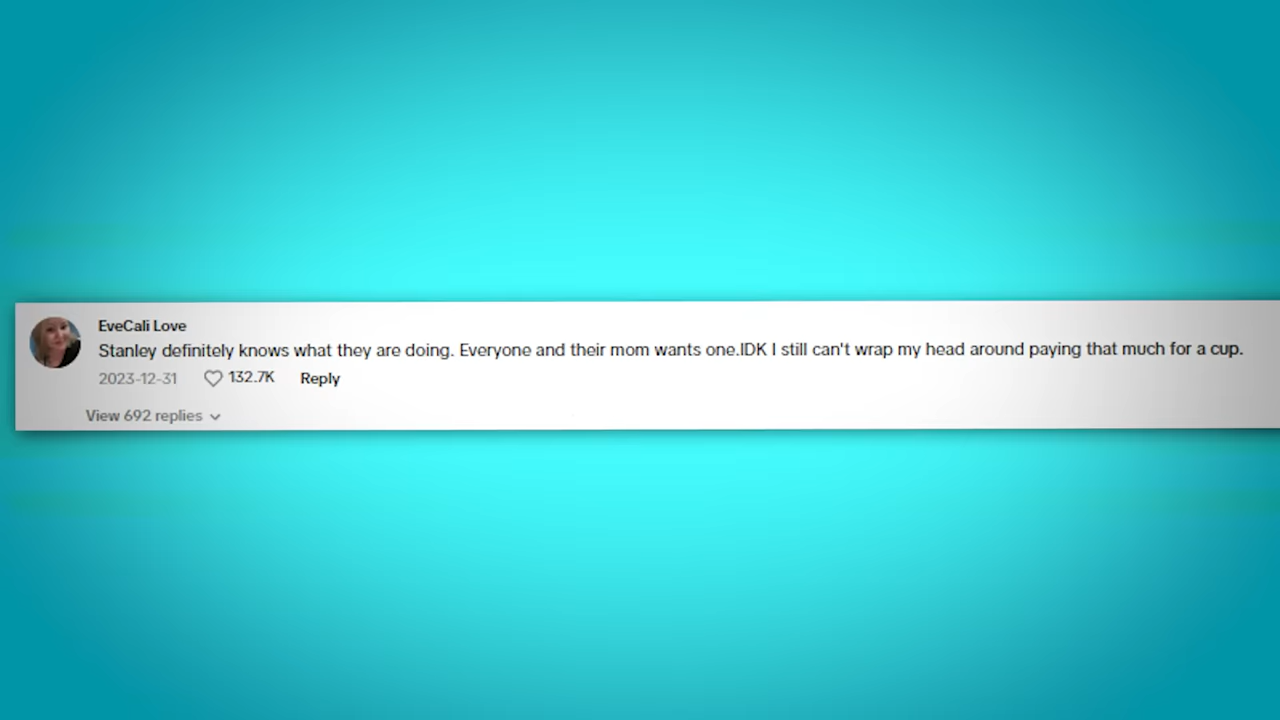 EveCali Love
Stanley definitely knows what they are doing. Everyone and their mom wants one.IDK I still can't wrap my head around paying that much for a cup.
2023-12-31 132.7K Reply
View 692 replies